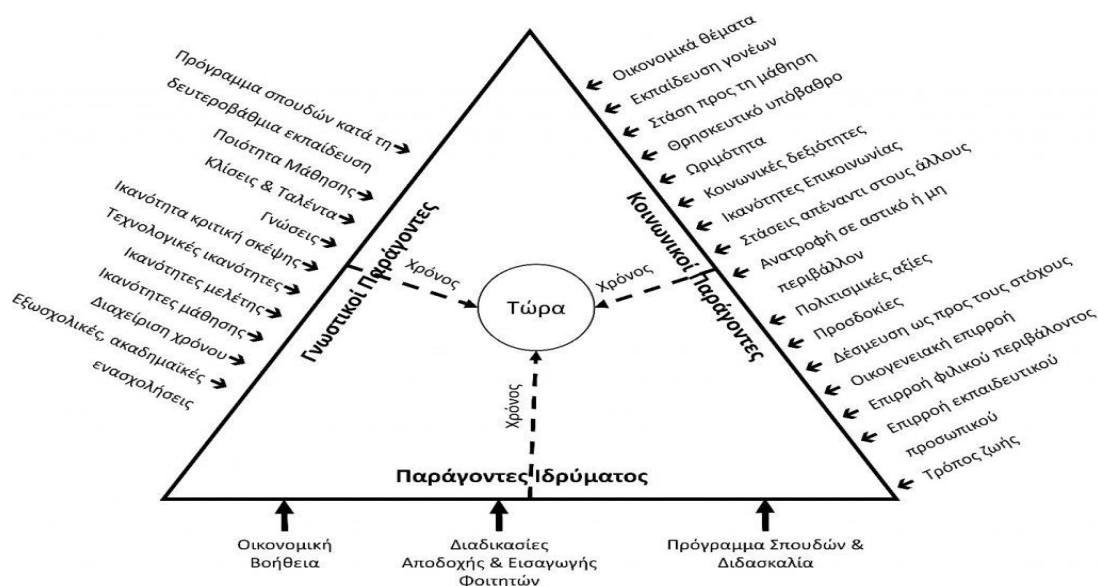 Πρόγραμμα σπουδών κατά τη
δευτεροβάθμια εκπαίδευση
Ποιότητα Μάθησης
Κλίσεις & Ταλέντα
Γνώσεις
Ικανότητα κριτική σκέψης
Τεχνολογικές ικανότητες
Ικανότητες μελέτης
Ικανότητες μάθησης
Διαχείριση χρόνου
Εξωσχολικές, ακαδημαϊκές
ενασχολήσεις
Γνωστικοί Παράγοντες
Χρόνος
Τώρα
Χρόνος
Κοινωνικοί Παράγοντες
Οικονομικά θέματα
Εκπαίδευση γονέων
Στάση προς τη μάθηση
Θρησκευτικό υπόβαθρο
Ωριμότητα
Κοινωνικές δεξιότητες
Ικανότητες Επικοινωνίας
Στάσεις απέναντι στους άλλους
Ανατροφή σε αστικό ή μη
περιβάλλον
Πολιτισμικές αξίες
Προσδοκίες
Δέσμευση ως προς τους στόχους
Οικογενειακή επιρροή
Επιρροή φιλικού περιβάλοντος
Επιρροή εκπαιδευτικού
προσωπικού
Τρόπος ζωής
Χρόνος
Παράγοντες Ιδρύματος
Οικονομική
Βοήθεια
Διαδικασίες
Αποδοχής & Εισαγωγής
Φοιτητών
Πρόγραμμα Σπουδών &
Διδασκαλία